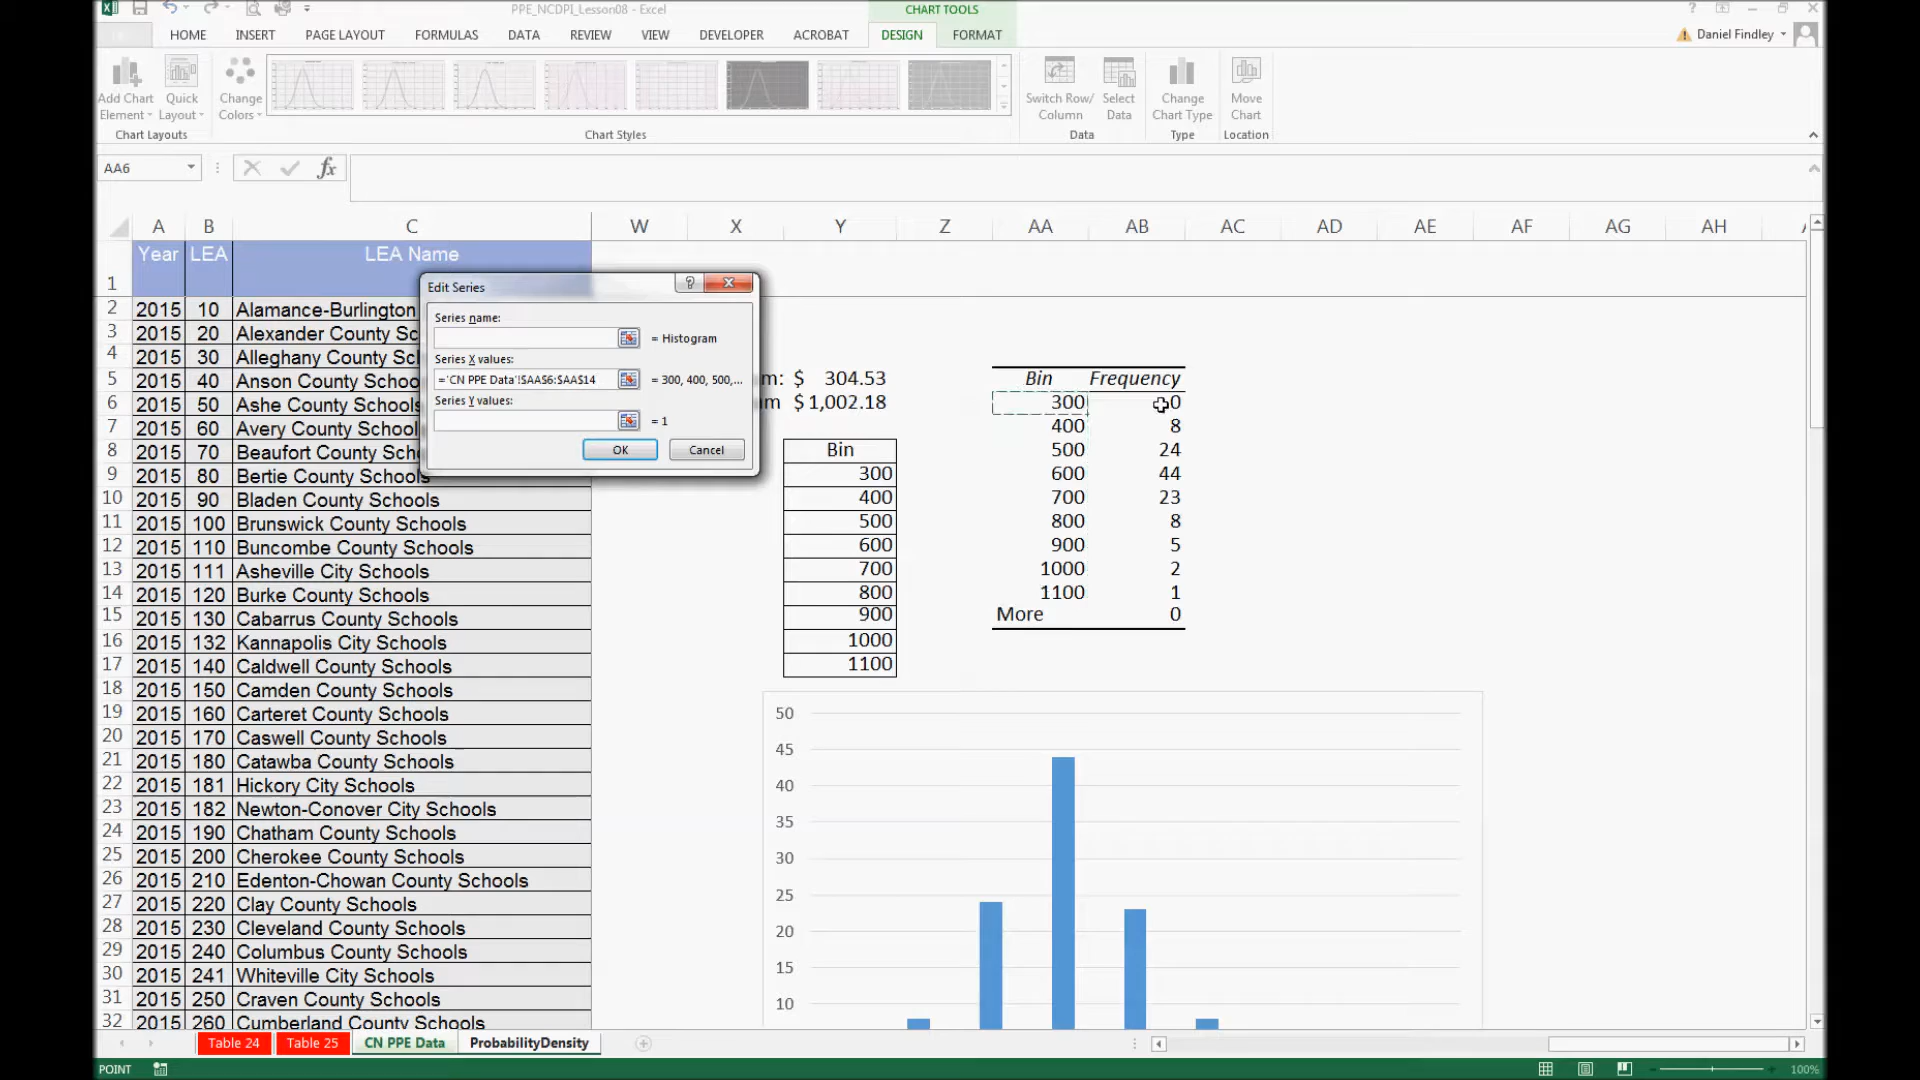 PPE_NCDPI_Lesson08 - Excel
CHART TOOLS
HOME INSERT PAGE LAYOUT FORMULAS DATA REVIEW VIEW DEVELOPER ACROBAT DESIGN FORMAT
Daniel Findley
Add Chart Element
Quick Layout
Change Colors
Switch Row/Column
Select Data
Change Chart Type
Move Chart
Chart Layouts
Chart Styles
Data
Type
Location
AA6
fx
A B C W X Y Z AA AB AC AD AE AF AG AH
1 Year LEA LEA Name
2 2015 10 Alamance-Burlington
3 2015 20 Alexander County Sc
4 2015 30 Alleghany County Scl
5 2015 40 Anson County Schoo
6 2015 50 Ashe County Schools
7 2015 60 Avery County School
8 2015 70 Beaufort County Scho
9 2015 80 Bertie County Schools
10 2015 90 Bladen County Schools
11 2015 100 Brunswick County Schools
12 2015 110 Buncombe County Schools
13 2015 111 Asheville City Schools
14 2015 120 Burke County Schools
15 2015 130 Cabarrus County Schools
16 2015 132 Kannapolis City Schools
17 2015 140 Caldwell County Schools
18 2015 150 Camden County Schools
19 2015 160 Carteret County Schools
20 2015 170 Caswell County Schools
21 2015 180 Catawba County Schools
22 2015 181 Hickory City Schools
23 2015 182 Newton-Conover City Schools
24 2015 190 Chatham County Schools
25 2015 200 Cherokee County Schools
26 2015 210 Edenton-Chowan County Schools
27 2015 220 Clay County Schools
28 2015 230 Cleveland County Schools
29 2015 240 Columbus County Schools
30 2015 241 Whiteville City Schools
31 2015 250 Craven County Schools
32 2015 260 Cumberland County Schools
Edit Series
Series name:
= Histogram
Series X values:
='CN PPE Data'!$AA$6:$AA$14 = 300, 400, 500,...
Series Y values:
= 1
OK Cancel
m: $ 304.53
m $ 1,002.18
Bin
300
400
500
600
700
800
900
1000
1100
Bin Frequency
300 0
400 8
500 24
600 44
700 23
800 8
900 5
1000 2
1100 1
More 0
50
45
40
35
30
25
20
15
10
Table 24 Table 25 CN PPE Data ProbabilityDensity
POINT
100%